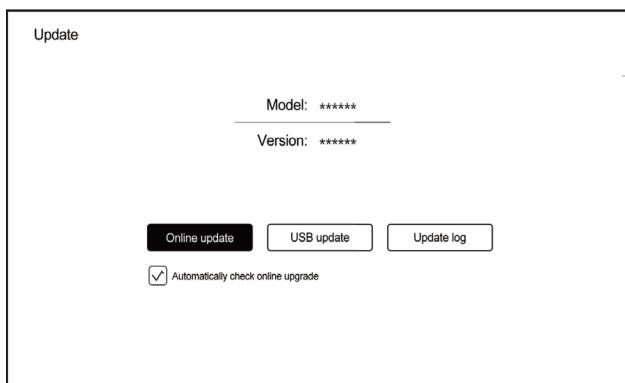 Update
Model: ******
Version: ******
Online update USB update Update log
Automatically check online upgrade